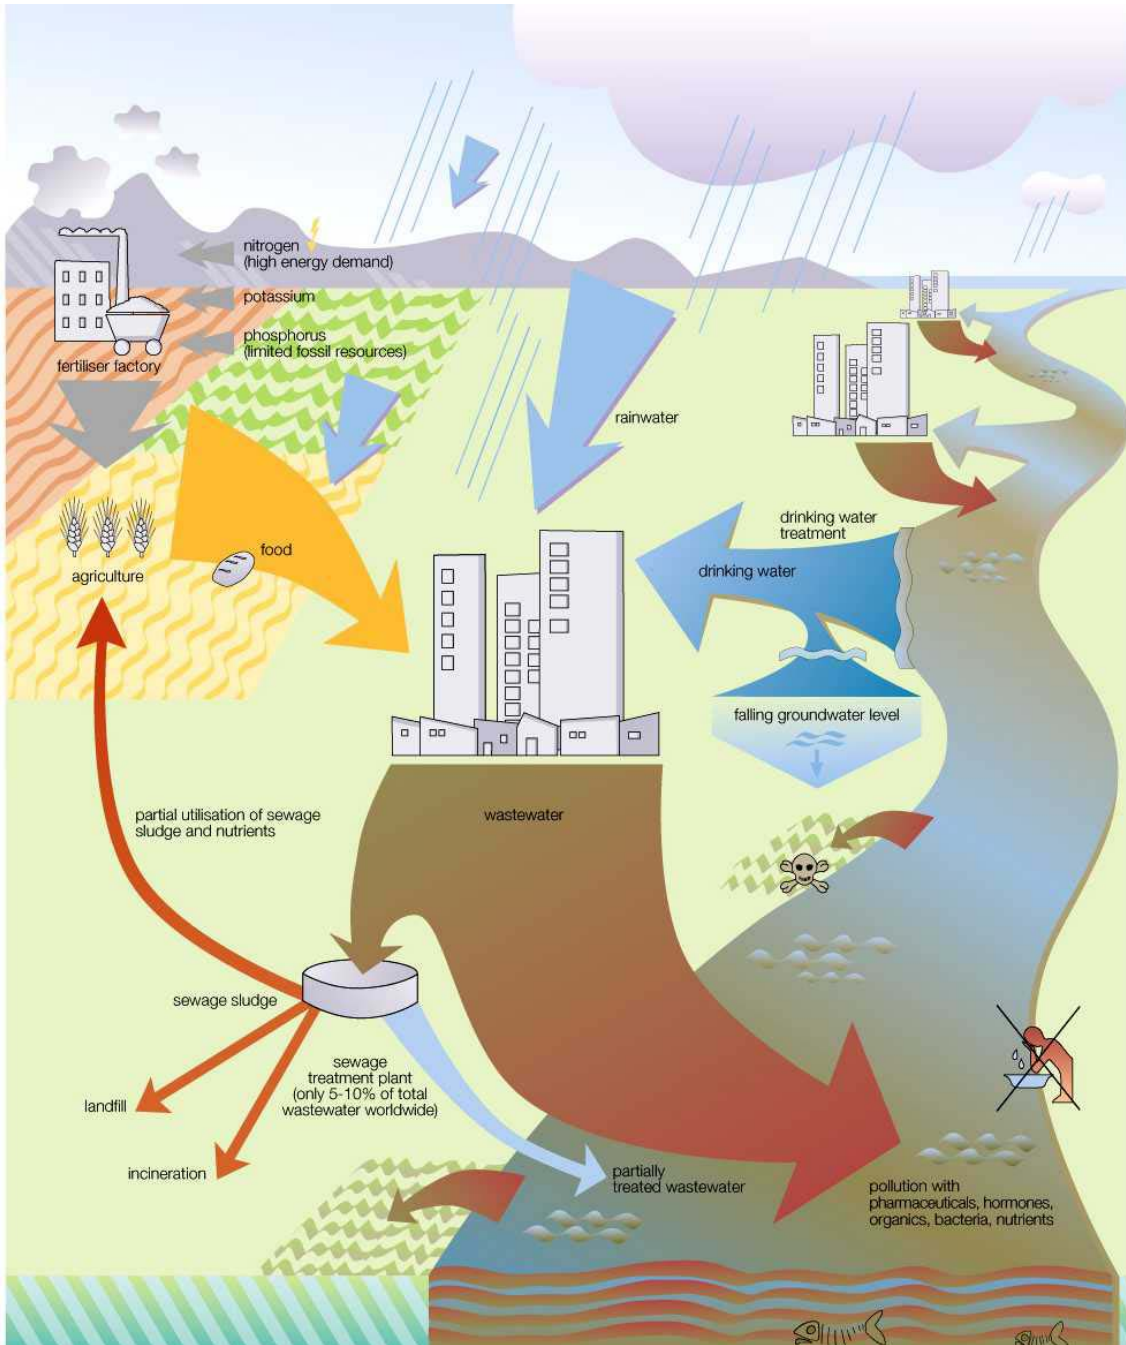 nitrogen
(high energy demand)
potassium
phosphorus
(limited fossil resources)
fertiliser factory
rainwater
drinking water
treatment
drinking water
food
agriculture
falling groundwater level
partial utilisation of sewage
sludge and nutrients
wastewater
sewage sludge
sewage
treatment plant
(only 5-10% of total
wastewater worldwide)
landfill
incineration
partially
treated wastewater
pollution with
pharmaceuticals, hormones,
organics, bacteria, nutrients